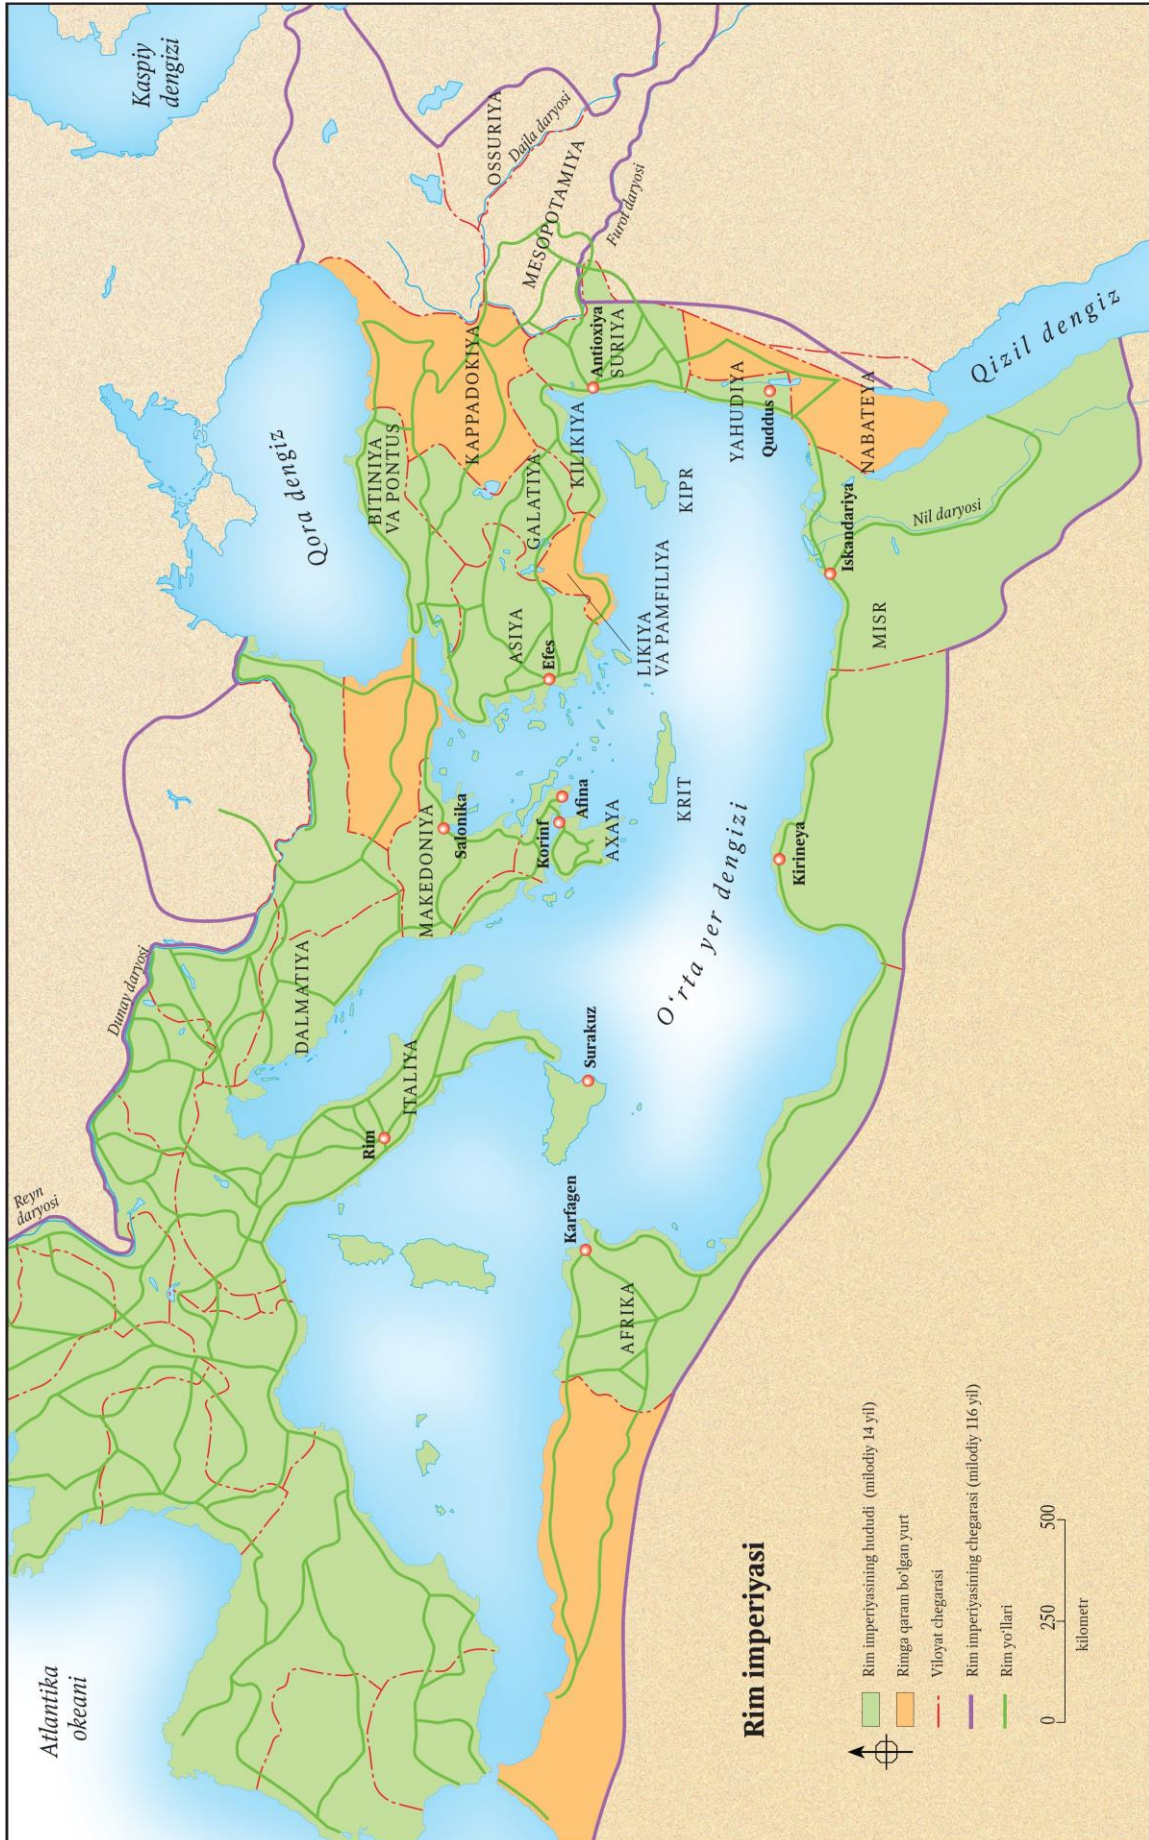 Atlantika
okeani
Reyn
daryosi
Dunay daryosi
Kaspiy
dengizi
Qora dengiz
DALMATIYA
ITALIYA
Rim
MAKEDONIYA
Salonika
Korinf
Afina
AXAYA
KRIT
BITINIYA
VA PONTUS
KAPPADOKIYA
GALATIYA
ASIYA
Efes
KILIKIYA
LIKIYA
VA PAMFILIYA
KIPR
OSSURIYA
Dajla daryosi
MESOPOTAMIYA
Furot daryosi
Antioxiya
SURIYA
YAHUDIYA
Quddus
NABATEYA
Qizil dengiz
Nil daryosi
Iskandariya
MISR
Kirineya
O‘rta yer dengizi
Surakuz
Karfagen
AFRIKA
Rim imperiyasi
Rim imperiyasining hududi (milodiy 14 yil)
Ringa qaram bo‘lgan yurt
Viloyat chegarasi
Rim imperiyasining chegarasi (milodiy 116 yil)
Rim yo‘llari
0 250 500
kilometr